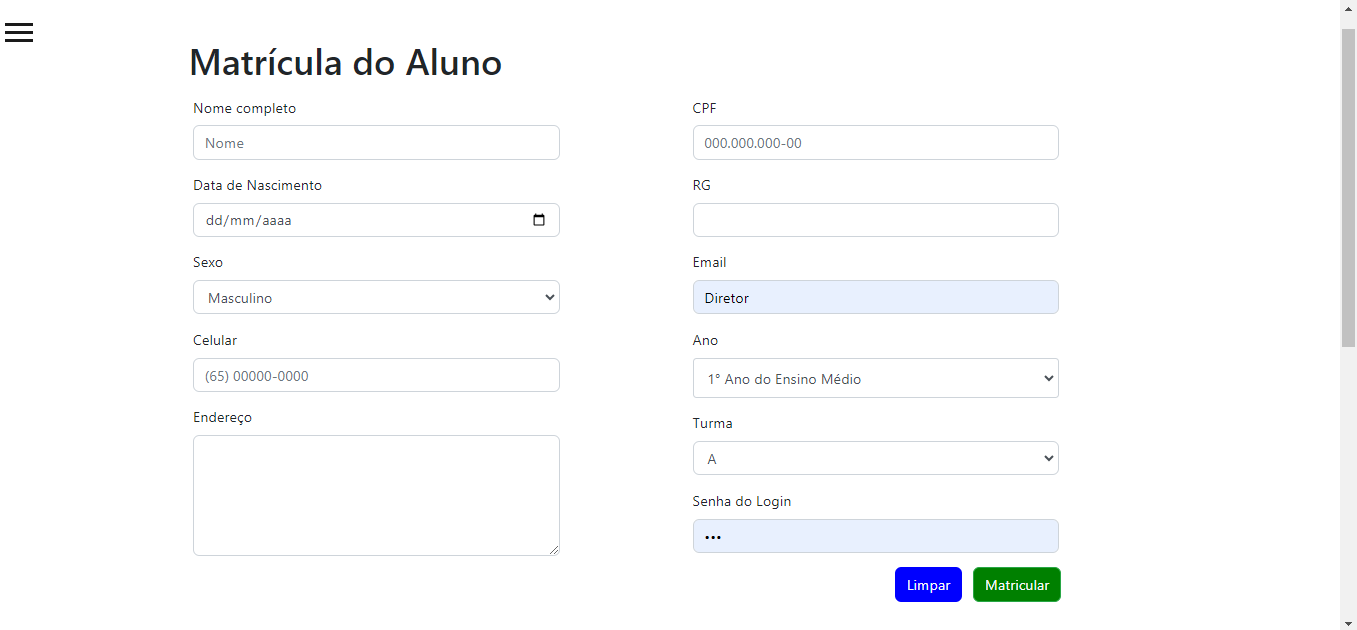 Matrícula do Aluno
Nome completo
Nome
Data de Nascimento
dd/mm/aaaa
Sexo
Masculino
Celular
(65) 00000-0000
Endereço
CPF
000.000.000-00
RG
Email
Diretor
Ano
1° Ano do Ensino Médio
Turma
A
Senha do Login
•••
Limpar
Matricular